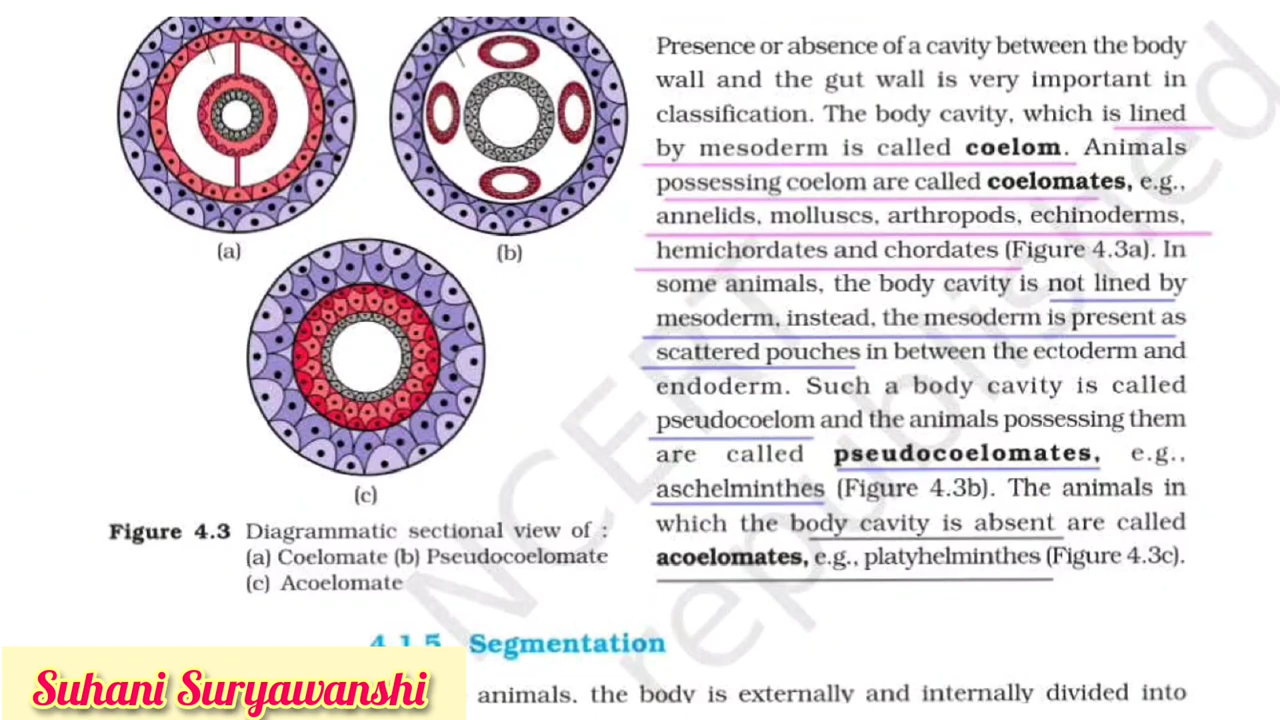 (a)
(b)
(c)
Figure 4.3 Diagrammatic sectional view of :
(a) Coelomate (b) Pseudocoelomate
(c) Acoelomate
Presence or absence of a cavity between the body
wall and the gut wall is very important in
classification. The body cavity, which is lined
by mesoderm is called coelom. Animals
possessing coelom are called coelomates, e.g.,
annelids, molluscs, arthropods, echinoderms,
hemichordates and chordates (Figure 4.3a). In
some animals, the body cavity is not lined by
mesoderm, instead, the mesoderm is present as
scattered pouches in between the ectoderm and
endoderm. Such a body cavity is called
pseudocoelom and the animals possessing them
are called pseudocoelomates, e.g.,
aschelminthes (Figure 4.3b). The animals in
which the body cavity is absent are called
acoelomates, e.g., platyhelminthes (Figure 4.3c).
4.1.5 Segmentation
animals, the body is externally and internally divided into
Suhani Suryawanshi
NCERT
republished